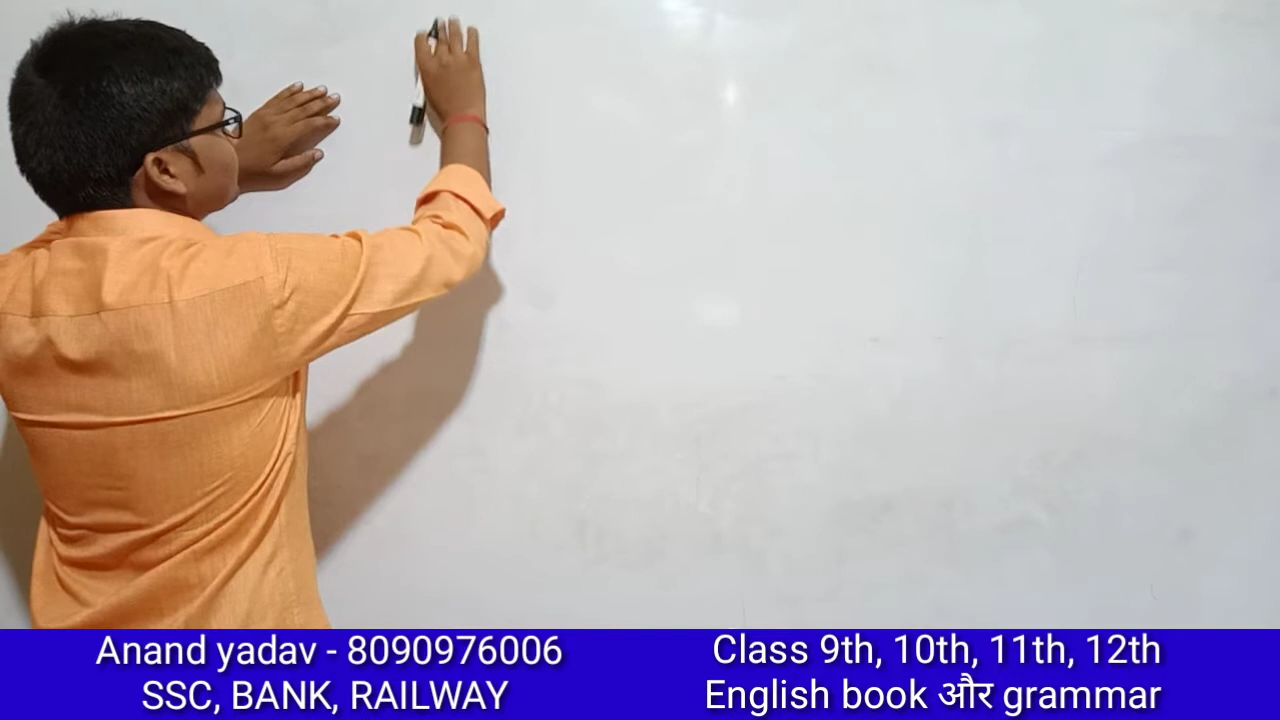 Anand yadav - 8090976006
SSC, BANK, RAILWAY
Class 9th, 10th, 11th, 12th
English book और grammar